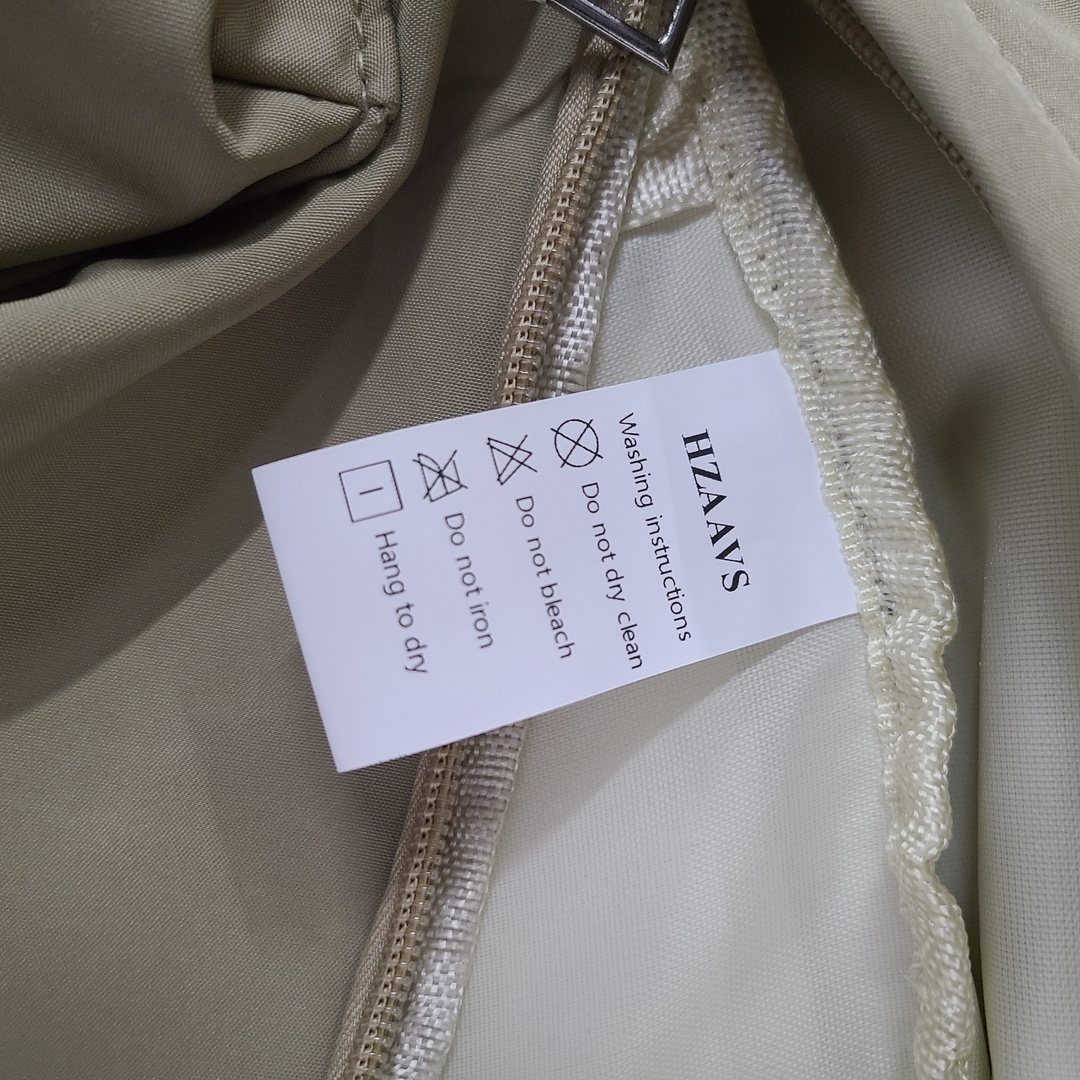 HZAAVS
Washing instructions
Do not dry clean
Do not bleach
Do not iron
Hang to dry